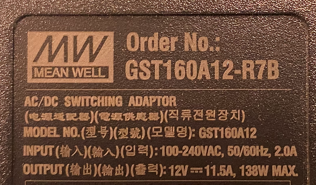 MW
MEAN WELL
Order No.:
GST160A12-R7B
AC/DC SWITCHING ADAPTOR
(电源适配器)(電源供應器)(직류전원장치)
MODEL NO.(型号)(型號)(모델명): GST160A12
INPUT(输入)(輸入)(입력): 100-240VAC, 50/60Hz, 2.0A
OUTPUT(输出)(輸出)(출력): 12V⎓11.5A, 138W MAX.